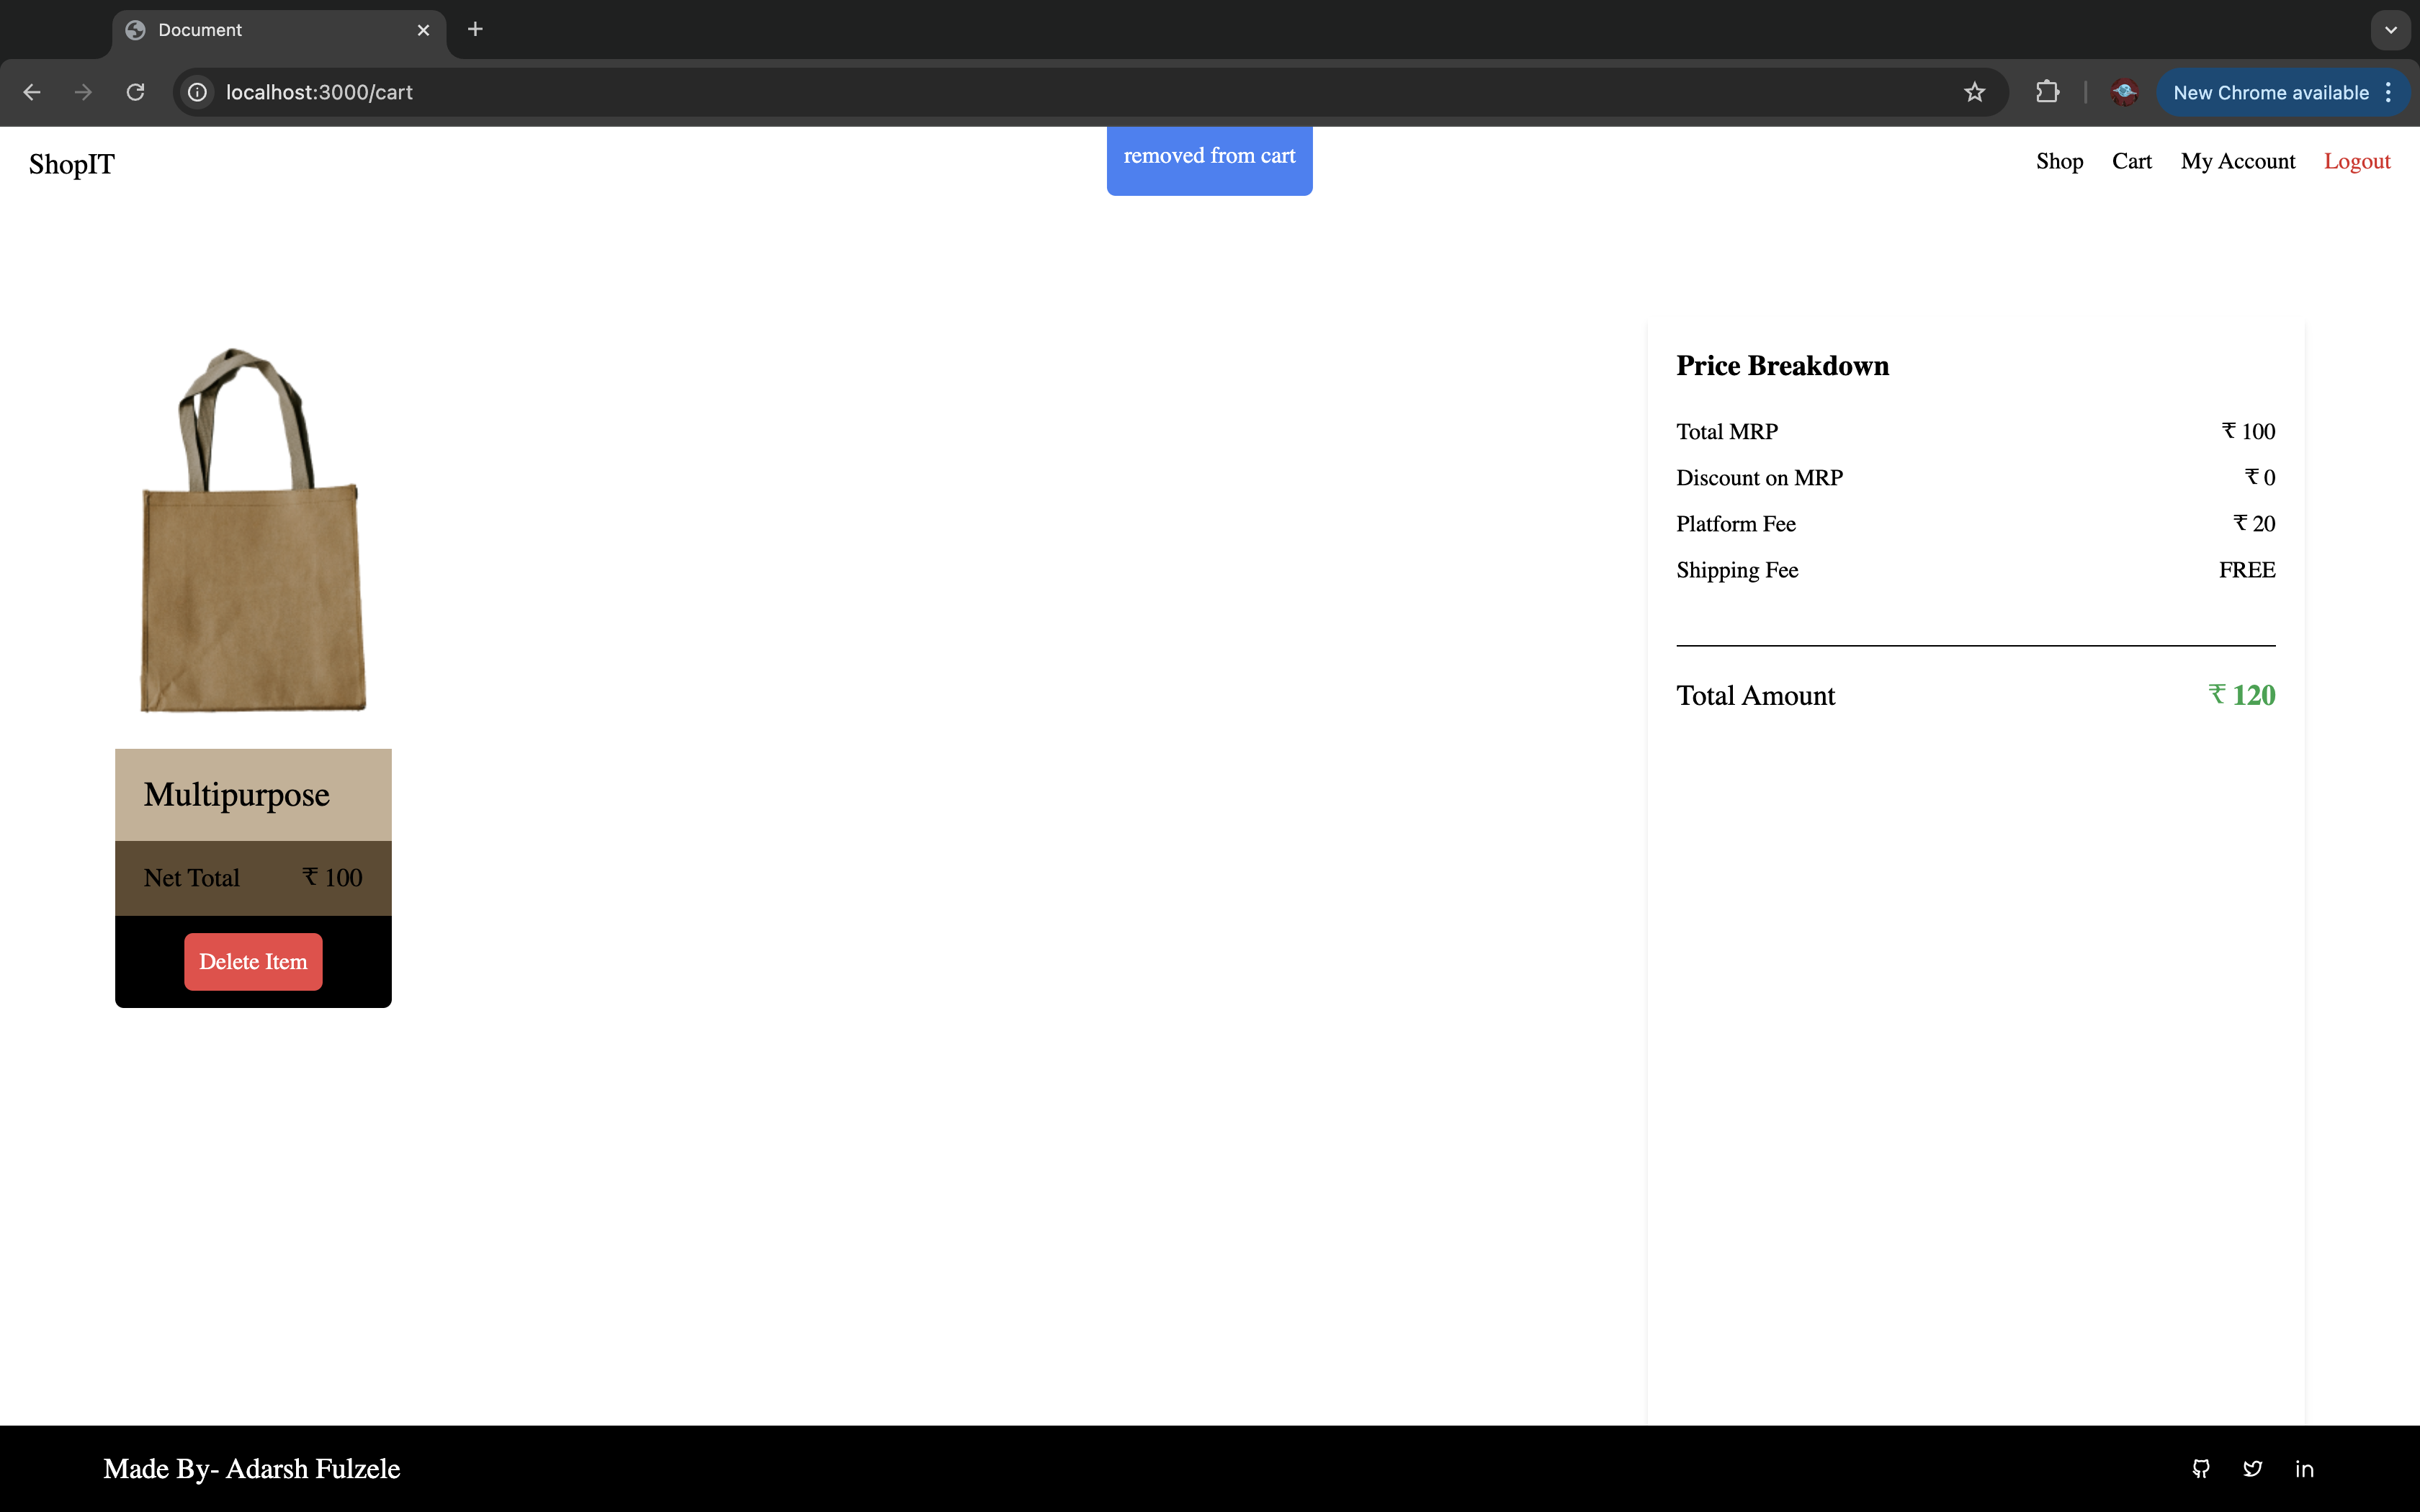 Document
localhost:3000/cart
New Chrome available
ShopIT
removed from cart
Shop Cart My Account Logout
Price Breakdown
Total MRP ₹ 100
Discount on MRP ₹ 0
Platform Fee ₹ 20
Shipping Fee FREE
Total Amount ₹ 120
Multipurpose
Net Total ₹ 100
Delete Item
Made By- Adarsh Fulzele
in